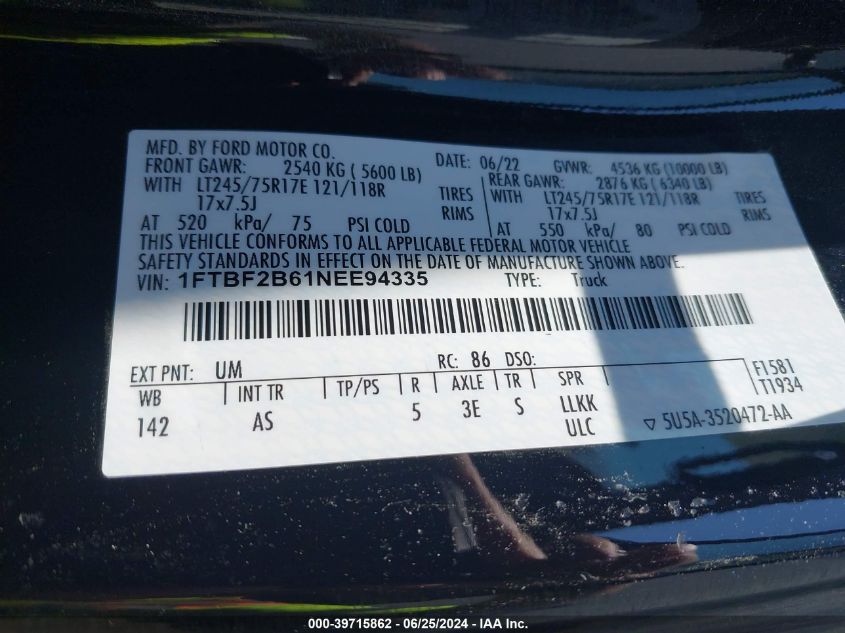 MFD. BY FORD MOTOR CO.
DATE: 06/22 GVWR: 4536 KG (10000 LB)
FRONT GAWR: 2540 KG ( 5600 LB) REAR GAWR: 2876 KG ( 6340 LB)
WITH LT245/75R17E 121/118R TIRES WITH LT245/75R17E 121/118R TIRES
17x7.5J RIMS 17x7.5J RIMS
AT 520 kPa/ 75 PSI COLD AT 550 kPa/ 80 PSI COLD
THIS VEHICLE CONFORMS TO ALL APPLICABLE FEDERAL MOTOR VEHICLE
SAFETY STANDARDS IN EFFECT ON THE DATE OF MANUFACTURE SHOWN ABOVE.
VIN: 1FTBF2B61NEE94335 TYPE: Truck
EXT PNT: UM RC: 86 DSO:
WB INT TR TP/PS R AXLE TR SPR F1581
T1934
142 AS 5 3E S LLKK
ULC ▽ 5U5A-3520472-AA
000-39715862 / 06/25/2024 - IAAI.com